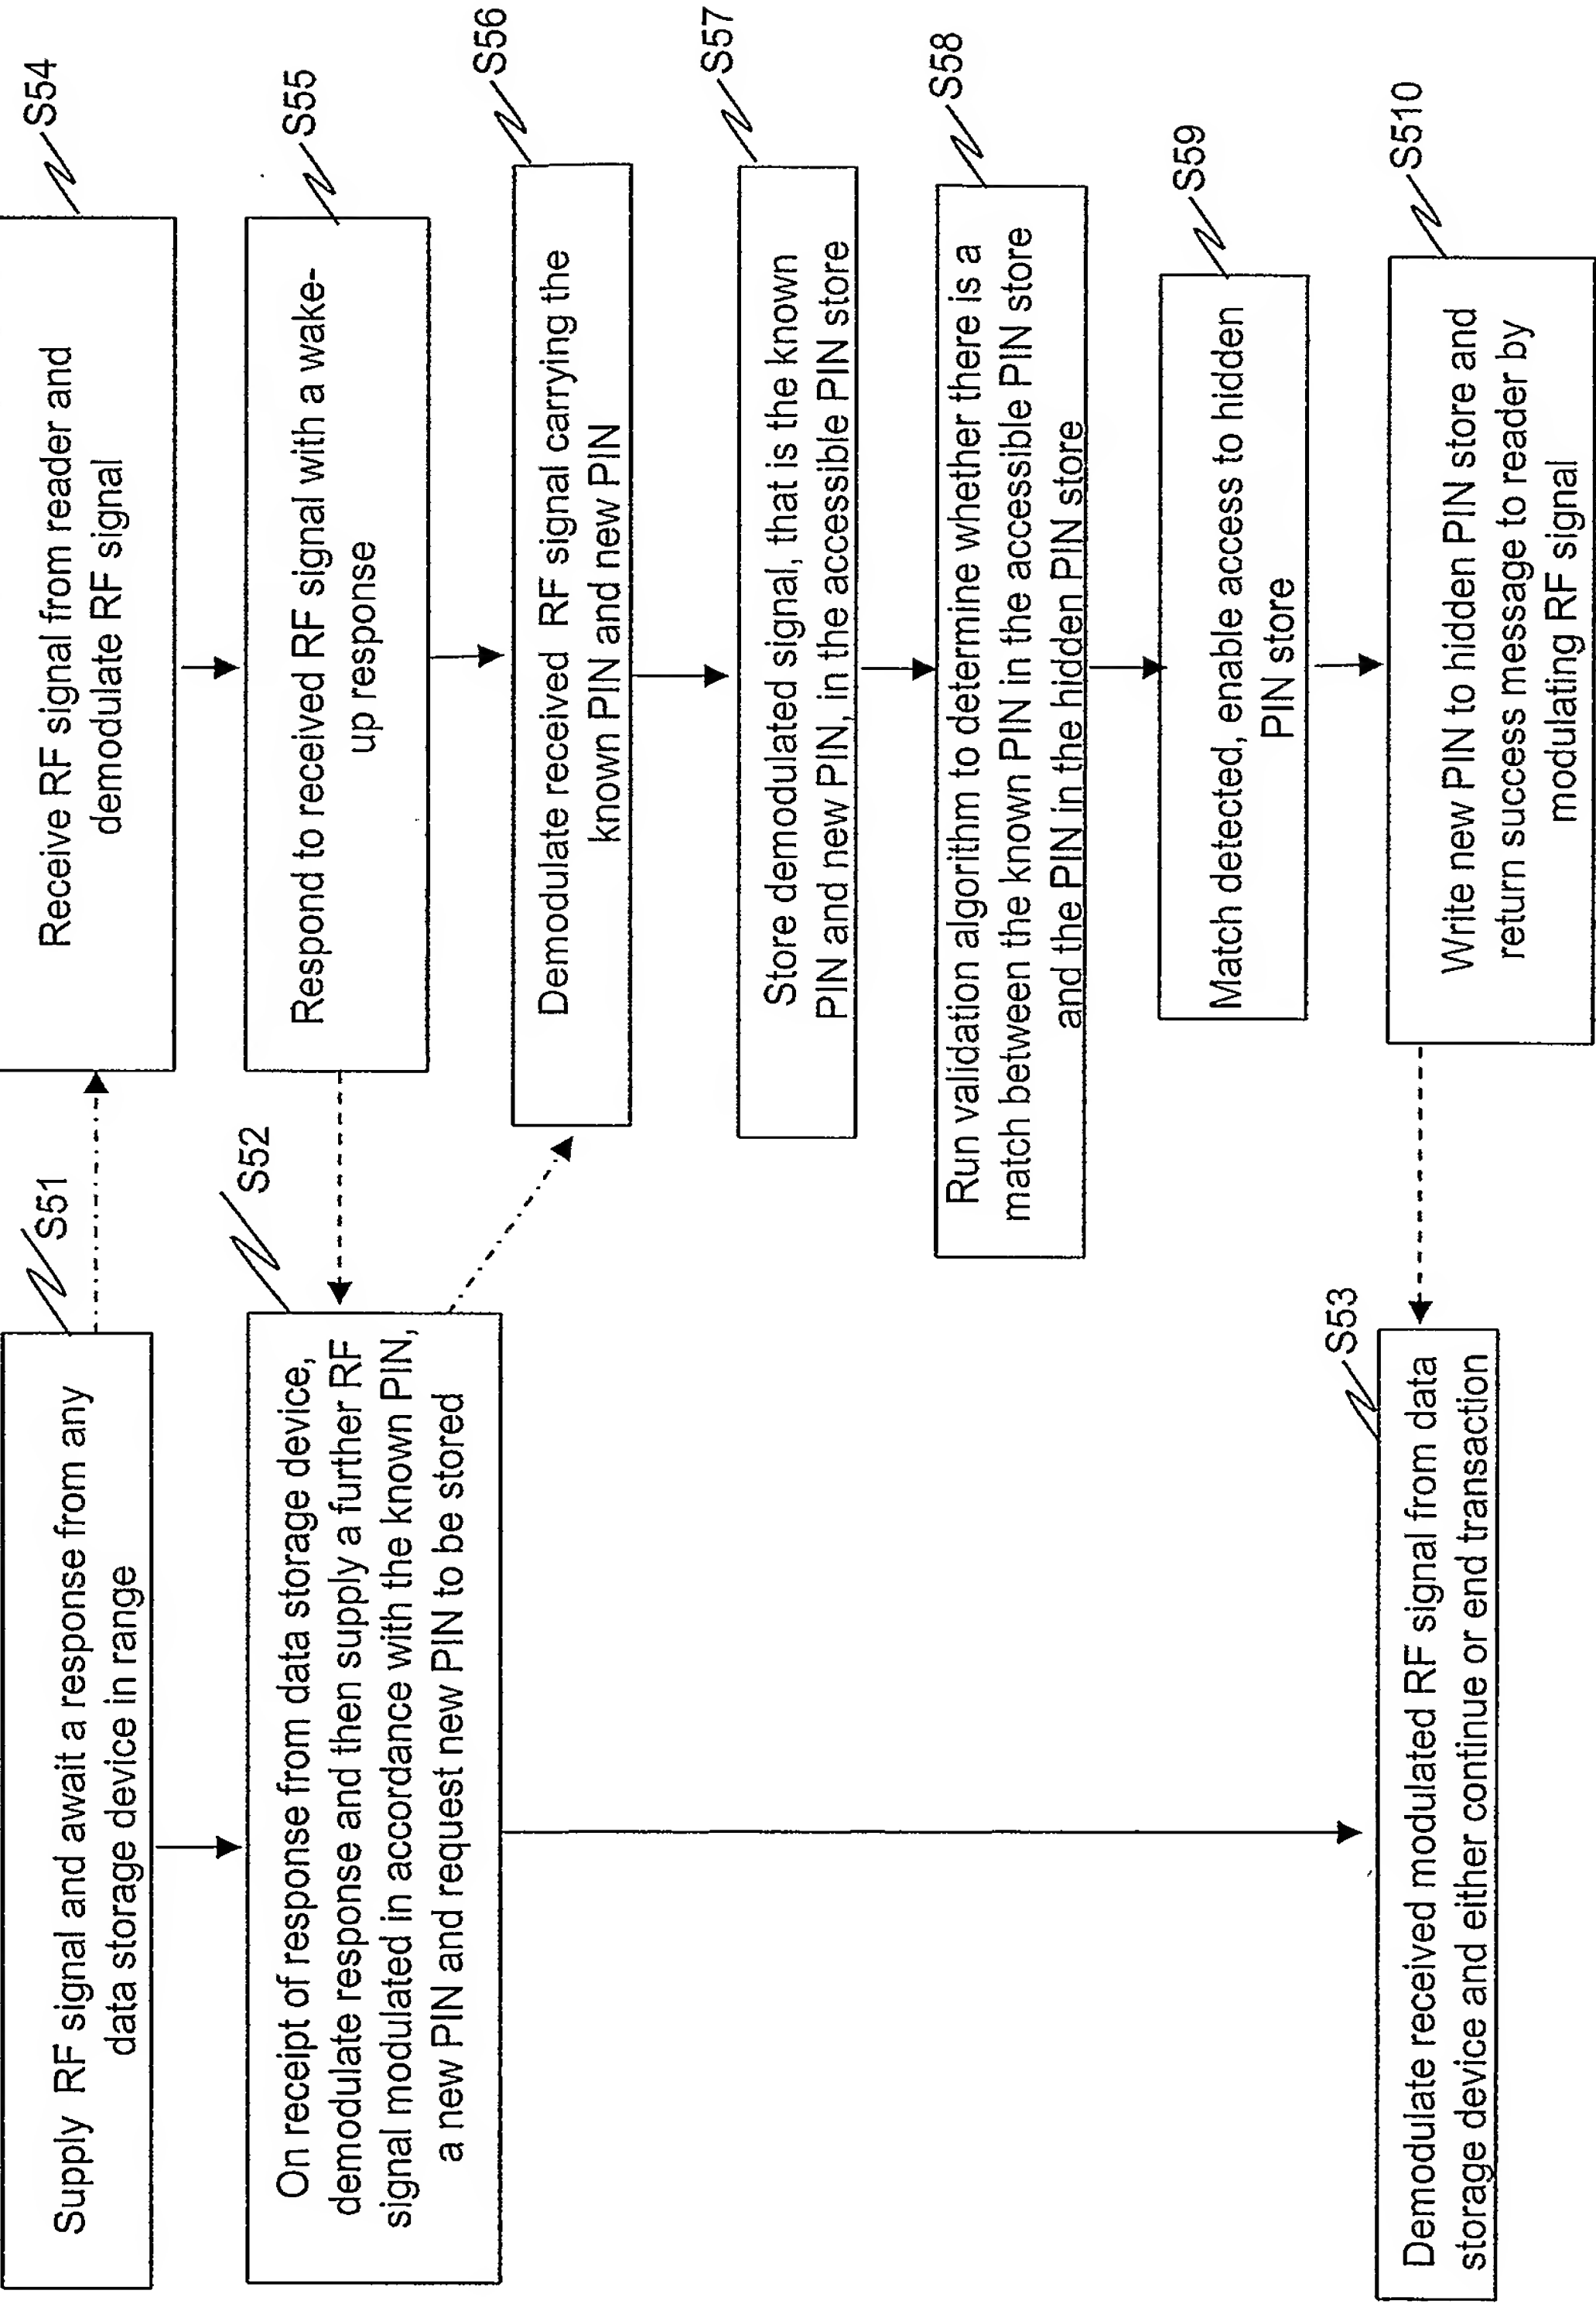 S51
Supply RF signal and await a response from any
data storage device in range
S52
On receipt of response from data storage device,
demodulate response and then supply a further RF
signal modulated in accordance with the known PIN,
a new PIN and request new PIN to be stored
S53
Demodulate received modulated RF signal from data
storage device and either continue or end transaction
S54
Receive RF signal from reader and
demodulate RF signal
S55
Respond to received RF signal with a wake-
up response
S56
Demodulate received RF signal carrying the
known PIN and new PIN
S57
Store demodulated signal, that is the known
PIN and new PIN, in the accessible PIN store
S58
Run validation algorithm to determine whether there is a
match between the known PIN in the accessible PIN store
and the PIN in the hidden PIN store
S59
Match detected, enable access to hidden
PIN store
S510
Write new PIN to hidden PIN store and
return success message to reader by
modulating RF signal